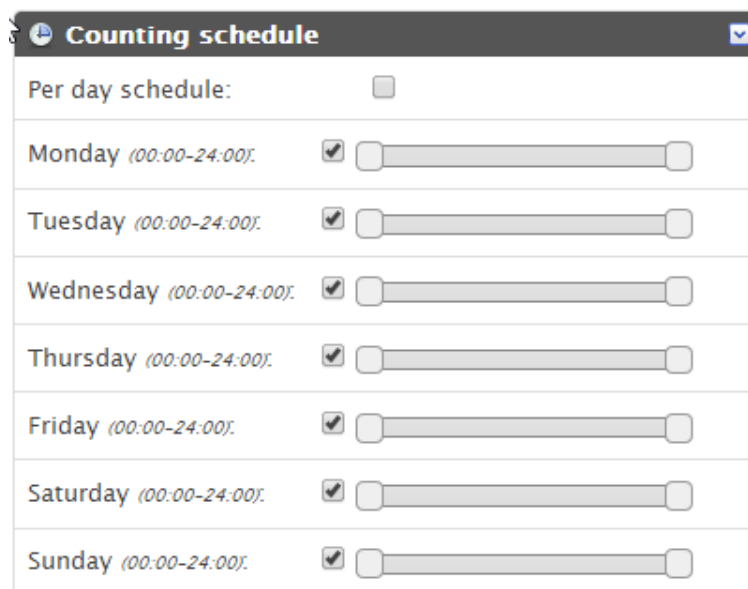 Counting schedule
Per day schedule:
Monday (00:00-24:00):
Tuesday (00:00-24:00):
Wednesday (00:00-24:00):
Thursday (00:00-24:00):
Friday (00:00-24:00):
Saturday (00:00-24:00):
Sunday (00:00-24:00):